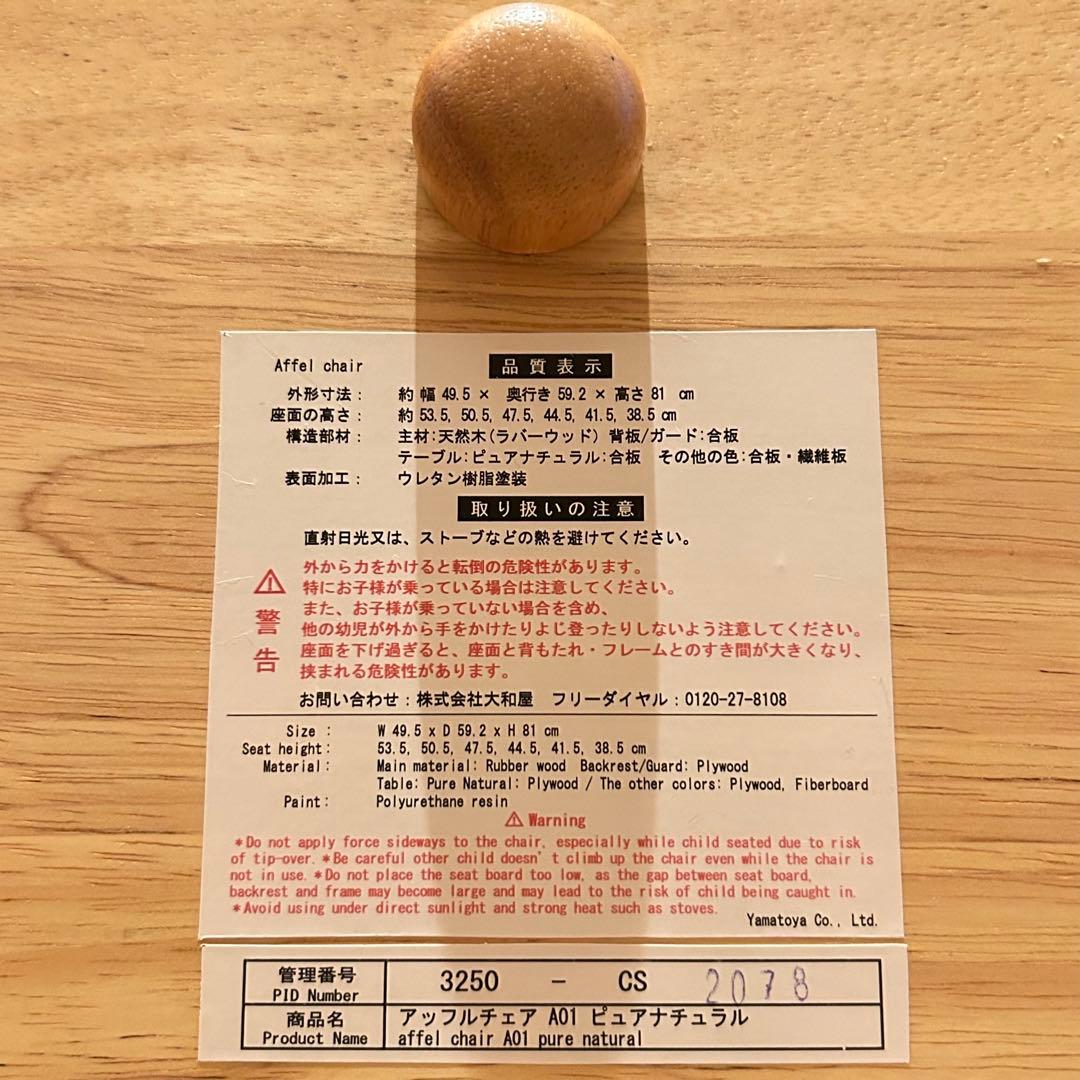 Affel chair 品質表示
外形寸法: 約 幅 49.5 × 奥行き 59.2 × 高さ 81 cm
座面の高さ: 約 53.5, 50.5, 47.5, 44.5, 41.5, 38.5 cm
構造部材: 主材:天然木(ラバーウッド) 背板/ガード:合板
テーブル:ピュアナチュラル:合板 その他の色:合板・繊維板
表面加工: ウレタン樹脂塗装
取り扱いの注意
直射日光又は、ストーブなどの熱を避けてください。
⚠警告
外から力をかけると転倒の危険性があります。
特にお子様が乗っている場合は注意してください。
また、お子様が乗っていない場合を含め、
他の幼児が外から手をかけたりよじ登ったりしないよう注意してください。
座面を下げ過ぎると、座面と背もたれ・フレームとのすき間が大きくなり、
挟まれる危険性があります。
お問い合わせ:株式会社大和屋 フリーダイヤル:0120-27-8108
Size : W 49.5 x D 59.2 x H 81 cm
Seat height: 53.5, 50.5, 47.5, 44.5, 41.5, 38.5 cm
Material: Main material: Rubber wood Backrest/Guard: Plywood
Table: Pure Natural: Plywood / The other colors: Plywood, Fiberboard
Paint: Polyurethane resin
⚠Warning
*Do not apply force sideways to the chair, especially while child seated due to risk
of tip-over. *Be careful other child doesn't climb up the chair even while the chair is
not in use. *Do not place the seat board too low, as the gap between seat board,
backrest and frame may become large and may lead to the risk of child being caught in.
*Avoid using under direct sunlight and strong heat such as stoves.
Yamatoya Co., Ltd.
管理番号 PID Number 3250 - CS 2078
商品名 アッフルチェア A01 ピュアナチュラル
Product Name affel chair A01 pure natural